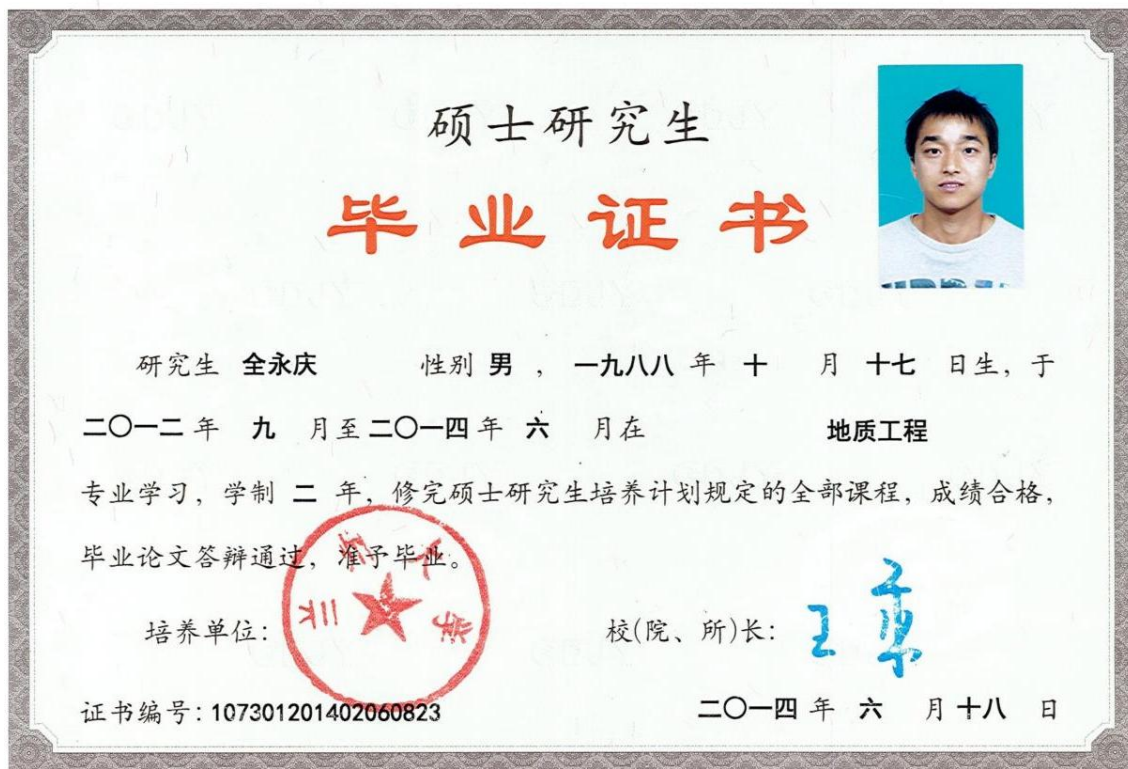 硕士研究生
毕业证书
研究生 全永庆 性别 男 , 一九八八 年 十 月 十七 日生, 于
二〇一二 年 九 月至 二〇一四 年 六 月在 地质工程
专业学习, 学制 二 年, 修完硕士研究生培养计划规定的全部课程, 成绩合格,
毕业论文答辩通过, 准予毕业。
培养单位: 校(院、所)长:
证书编号: 107301201402060823 二〇一四 年 六 月 十八 日